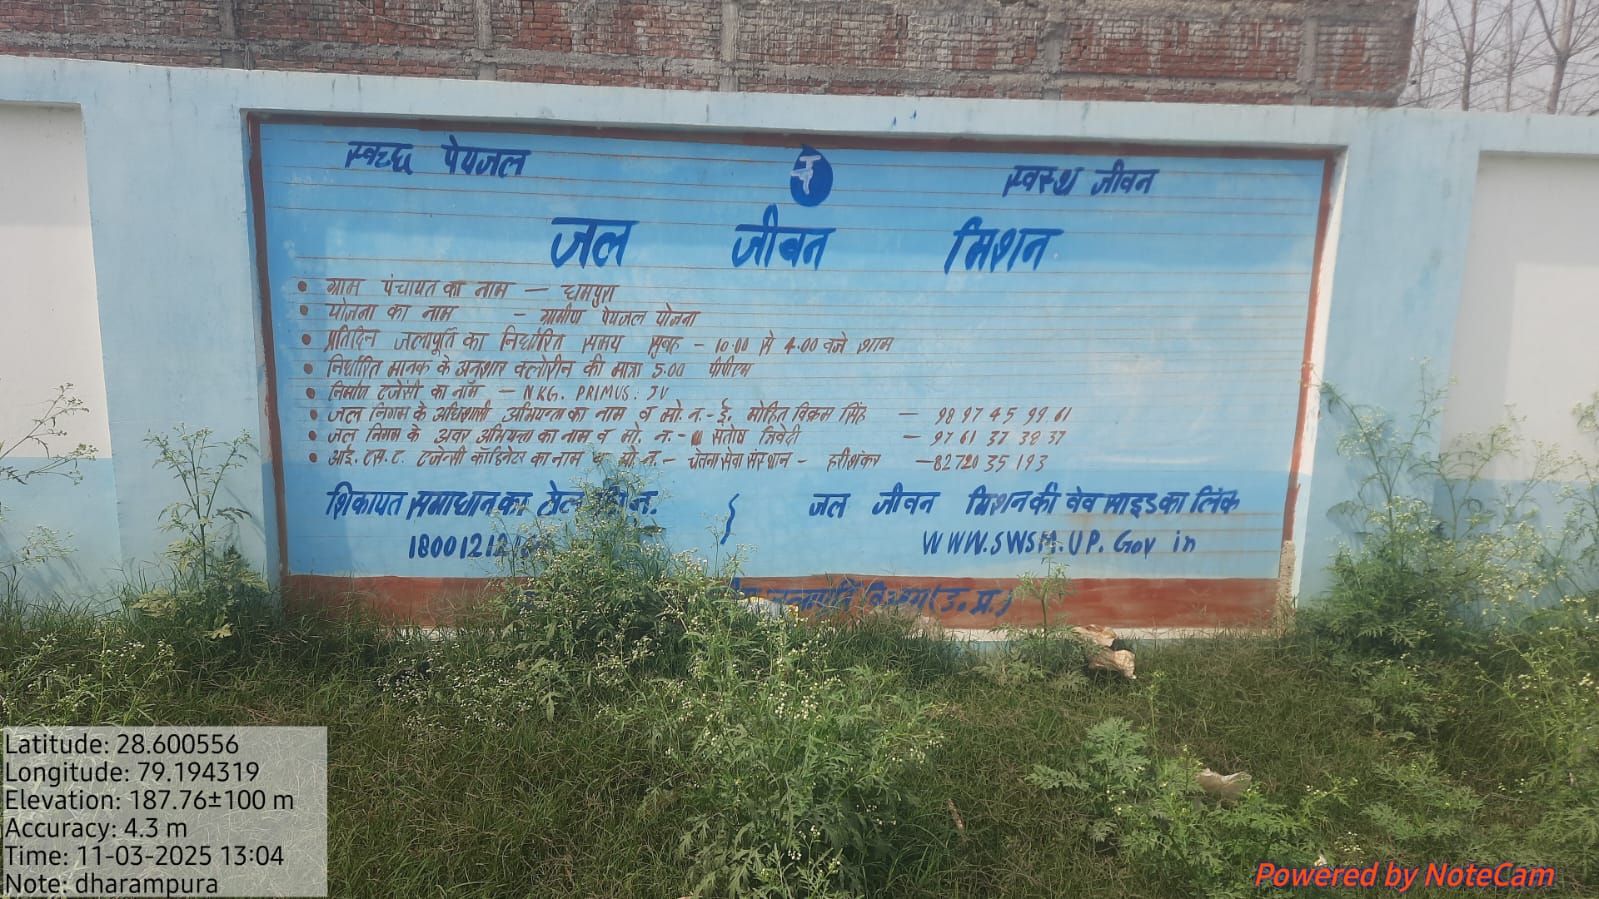 स्वच्छ पेयजल
स्वस्थ जीवन
जल जीवन मिशन
• ग्राम पंचायत का नाम — धमपुरा
• योजना का नाम - ग्रामीण पेयजल योजना
• प्रतिदिन जलापूर्ति का निर्धारित समय सुबह - 10.00 से 4.00 बजे शाम
• निर्धारित मानक के अनुशार क्लोरीन की मात्रा 5.00 पीपीएम
• निर्माण एजेंसी का नॉम — NKG. PRIMUS. JV
• जल निगम के अधिशासी अभियन्ता का नाम व मो. न.- ई. मोहित विक्रम सिंह — 98 97 45 99 61
• जल निगम के अवर अभियन्ता का नाम व मो. न.- संतोष त्रिवेदी — 97 61 37 38 37
• आई. एस. ए. एजेन्सी कॉर्डिनेटर का नाम व मो. न.- चेतना सेवा संस्थान - हरीशंकर —82720 35 193
शिकायत समाधान का टोल न.
18001212
जल जीवन मिशन की वेव साइड का लिंक
WWW.SWSM.UP.Gov in
जलापूर्ति विभाग (उ.प्र.)
Latitude: 28.600556
Longitude: 79.194319
Elevation: 187.76±100 m
Accuracy: 4.3 m
Time: 11-03-2025 13:04
Note: dharampura
Powered by NoteCam